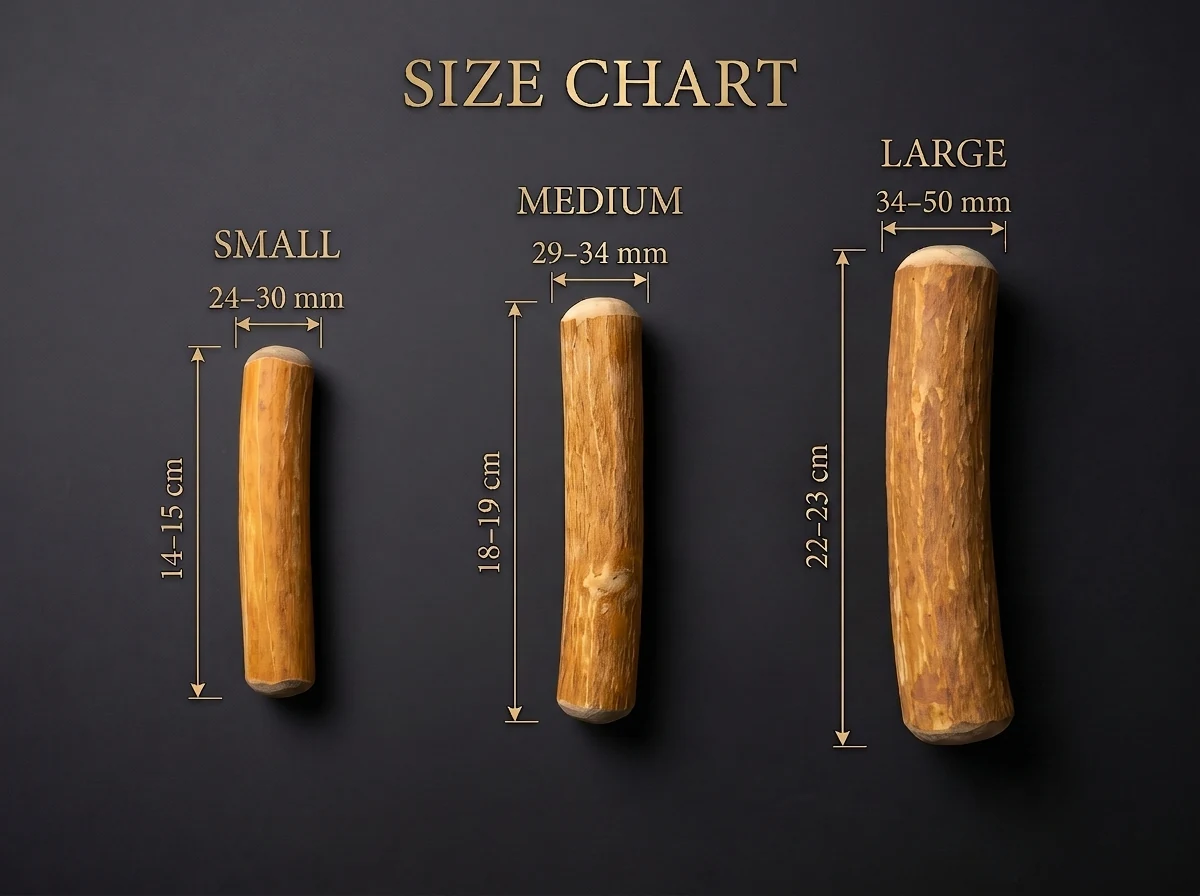 SIZE CHART
SMALL
24–30 mm
14–15 cm
MEDIUM
29–34 mm
18–19 cm
LARGE
34–50 mm
22–23 cm